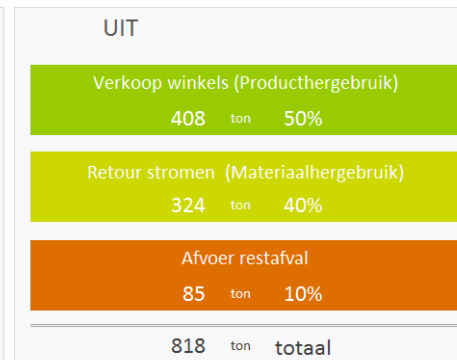 UIT
Verkoop winkels (Producthergebruik)
408 ton 50%
Retour stromen (Materiaalhergebruik)
324 ton 40%
Afvoer restafval
85 ton 10%
818 ton totaal